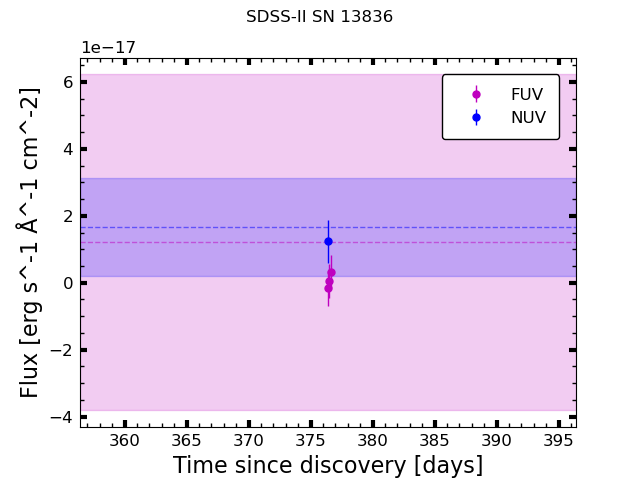 SDSS-II SN 13836
1e−17
FUV
NUV
6
4
2
0
−2
−4
Flux [erg s^-1 Å^-1 cm^-2]
360 365 370 375 380 385 390 395
Time since discovery [days]